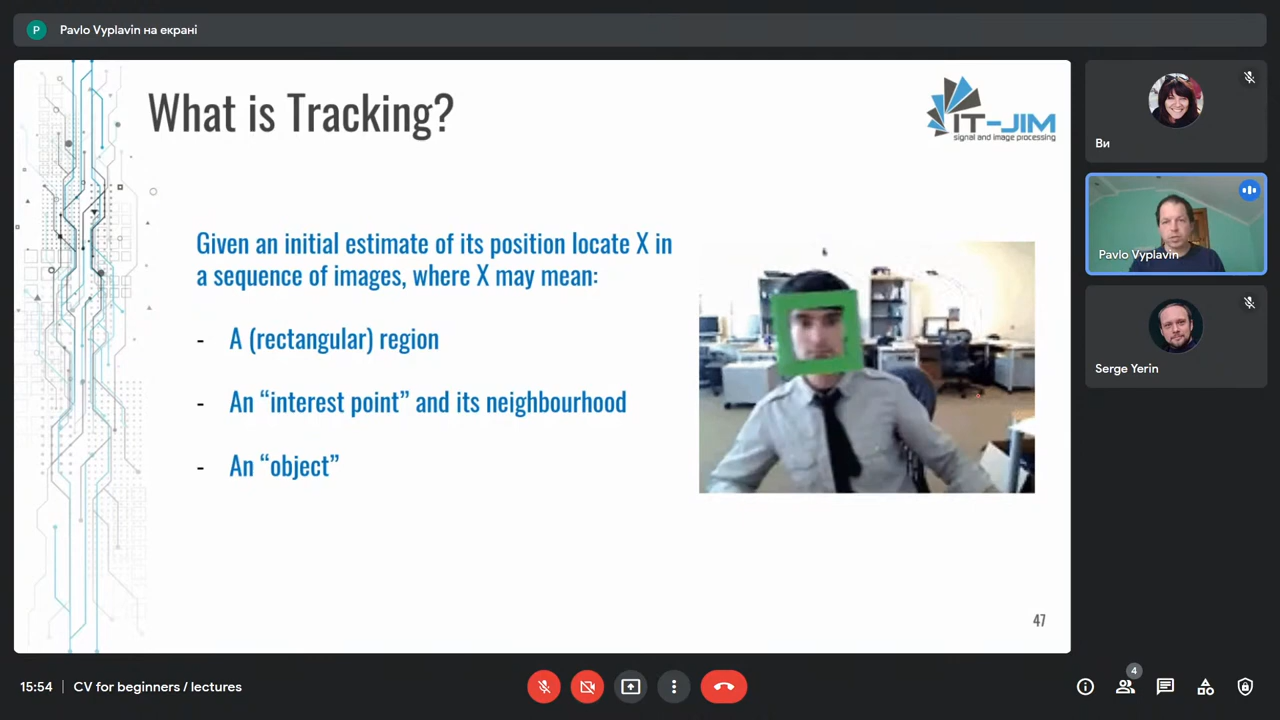 P Pavlo Vyplavin на екрані
What is Tracking?
IT-JIM
signal and image processing
Given an initial estimate of its position locate X in
a sequence of images, where X may mean:
- A (rectangular) region
- An “interest point” and its neighbourhood
- An “object”
47
Ви
Pavlo Vyplavin
Serge Yerin
15:54 | CV for beginners / lectures
4